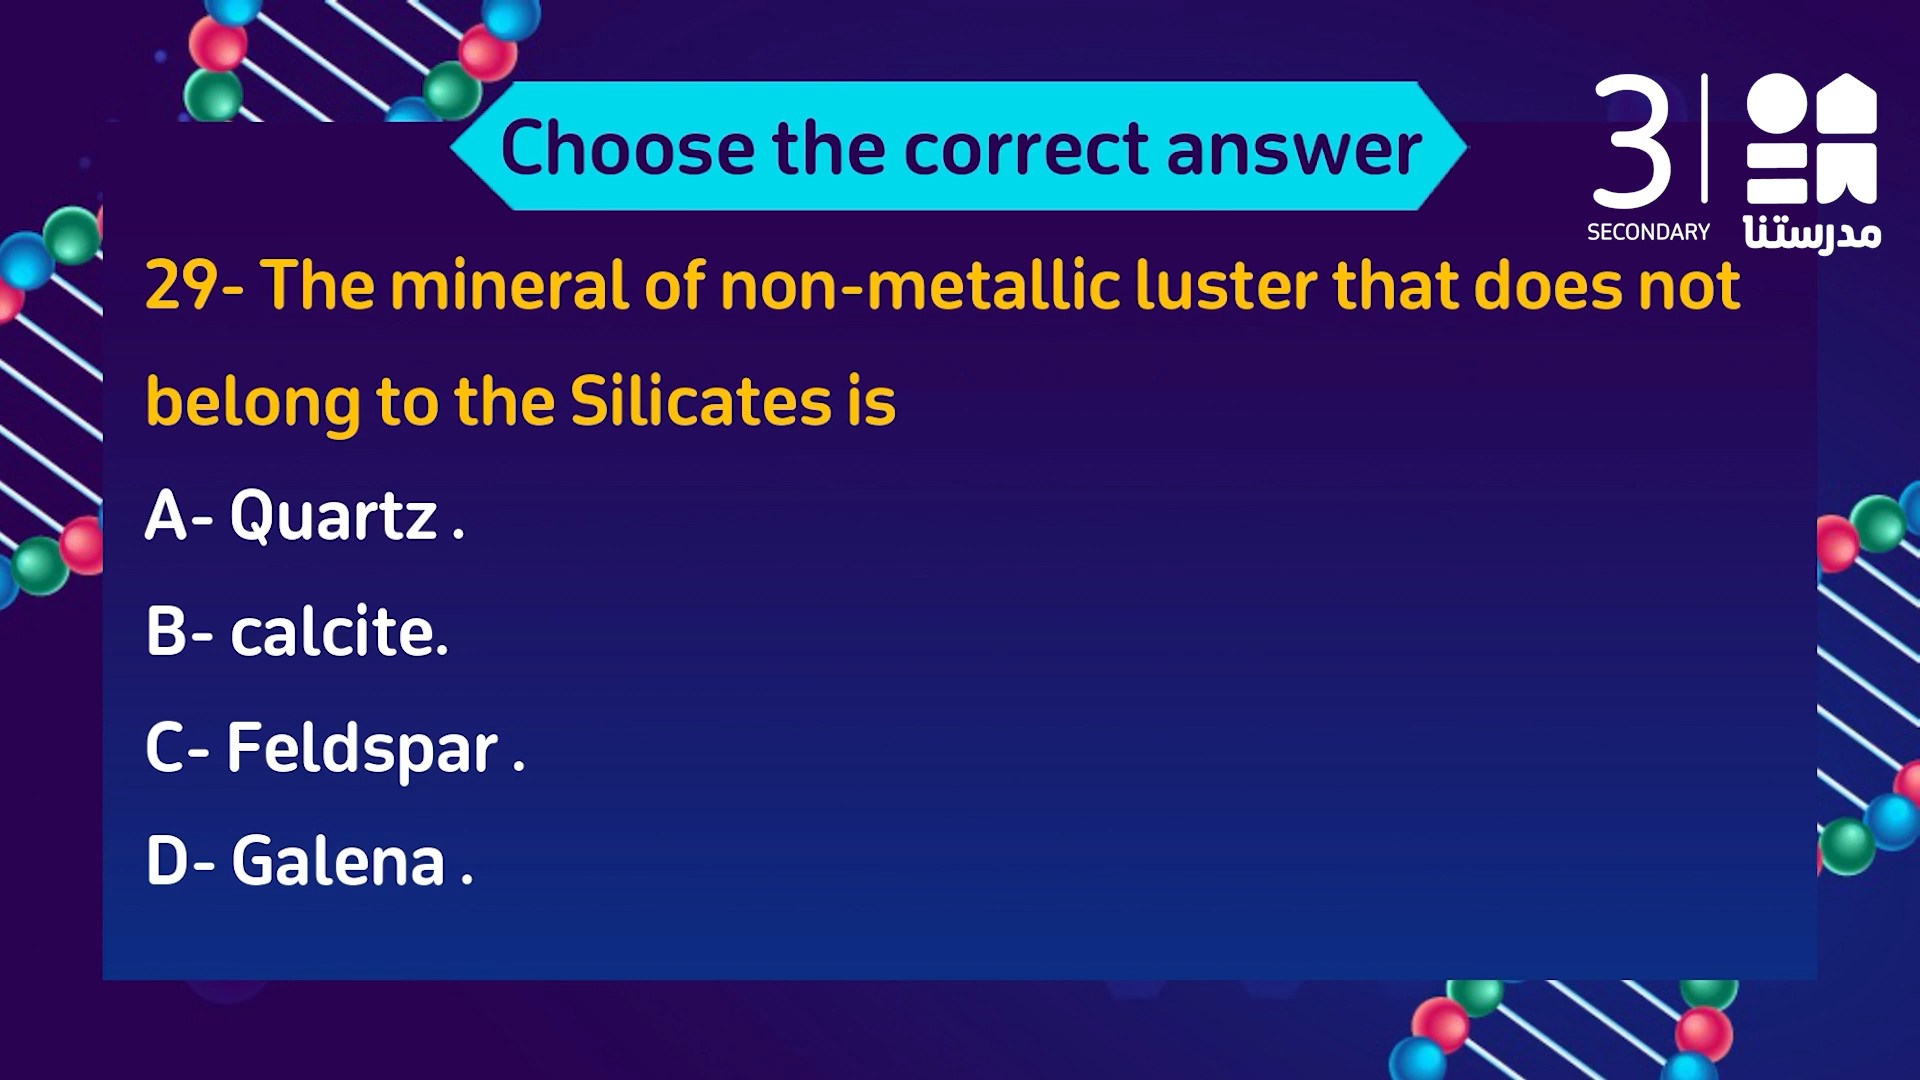 Choose the correct answer
3
SECONDARY
مدرستنا
29- The mineral of non-metallic luster that does not
belong to the Silicates is
A- Quartz .
B- calcite.
C- Feldspar .
D- Galena .